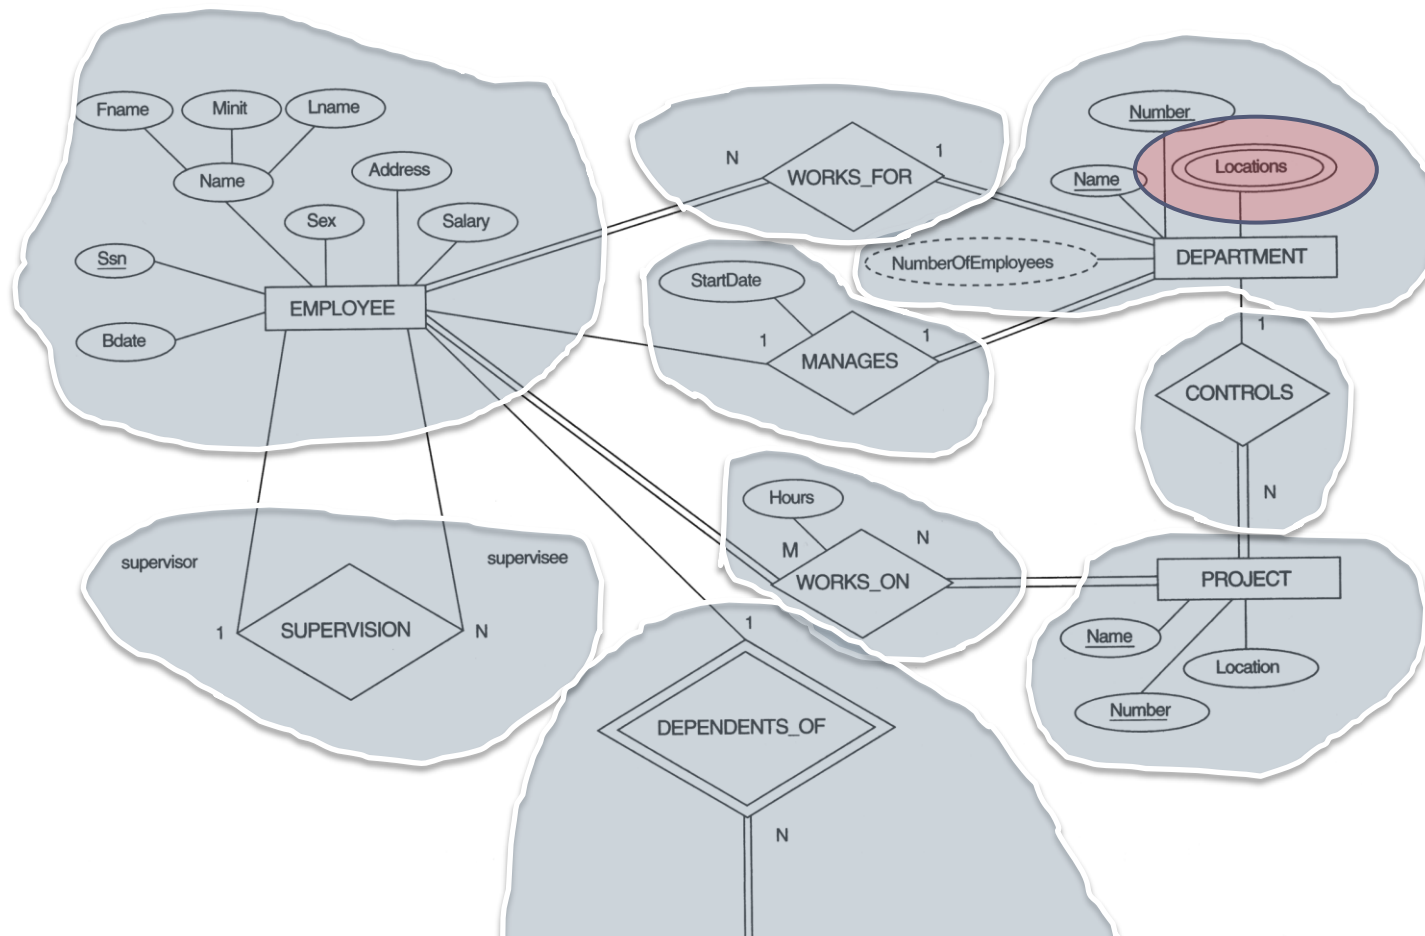 Fname
Minit
Lname
Name
Address
Sex
Salary
Ssn
Bdate
EMPLOYEE
N
WORKS_FOR
1
Number
Locations
Name
NumberOfEmployees
DEPARTMENT
StartDate
1
MANAGES
1
1
CONTROLS
N
supervisor
supervisee
1
SUPERVISION
N
Hours
M
N
WORKS_ON
PROJECT
Name
Location
Number
1
DEPENDENTS_OF
N